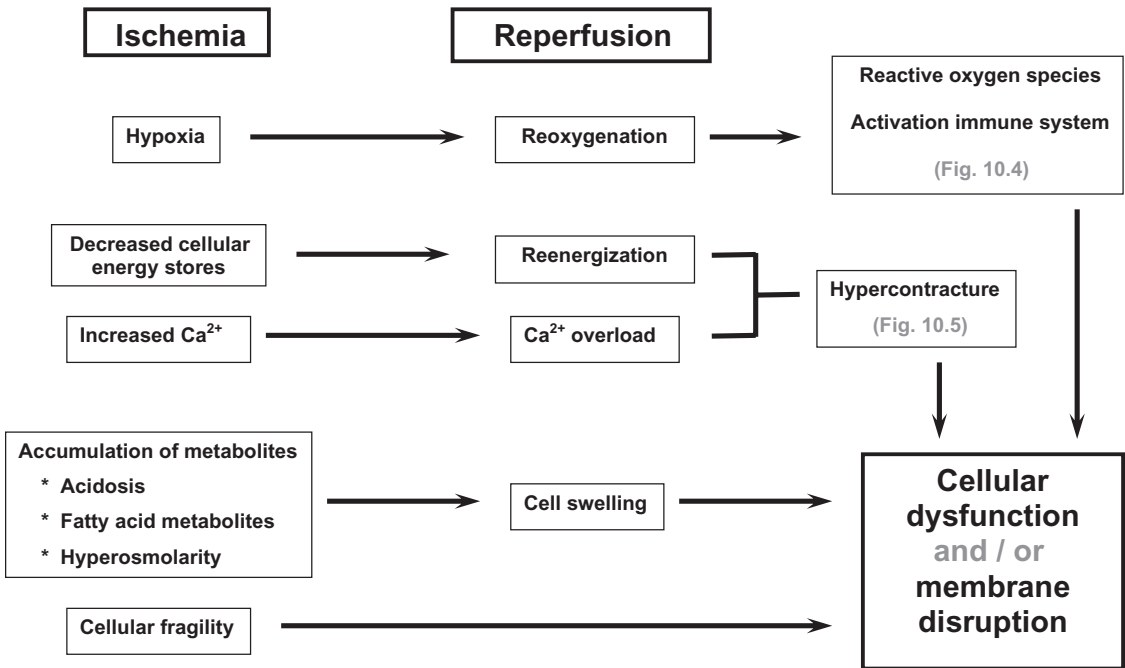 Ischemia
Reperfusion
Reactive oxygen species
Activation immune system
(Fig. 10.4)
Hypoxia
Reoxygenation
Decreased cellular
energy stores
Reenergization
Hypercontracture
(Fig. 10.5)
Increased Ca²⁺
Ca²⁺ overload
Accumulation of metabolites
* Acidosis
* Fatty acid metabolites
* Hyperosmolarity
Cell swelling
Cellular
dysfunction
and / or
membrane
disruption
Cellular fragility